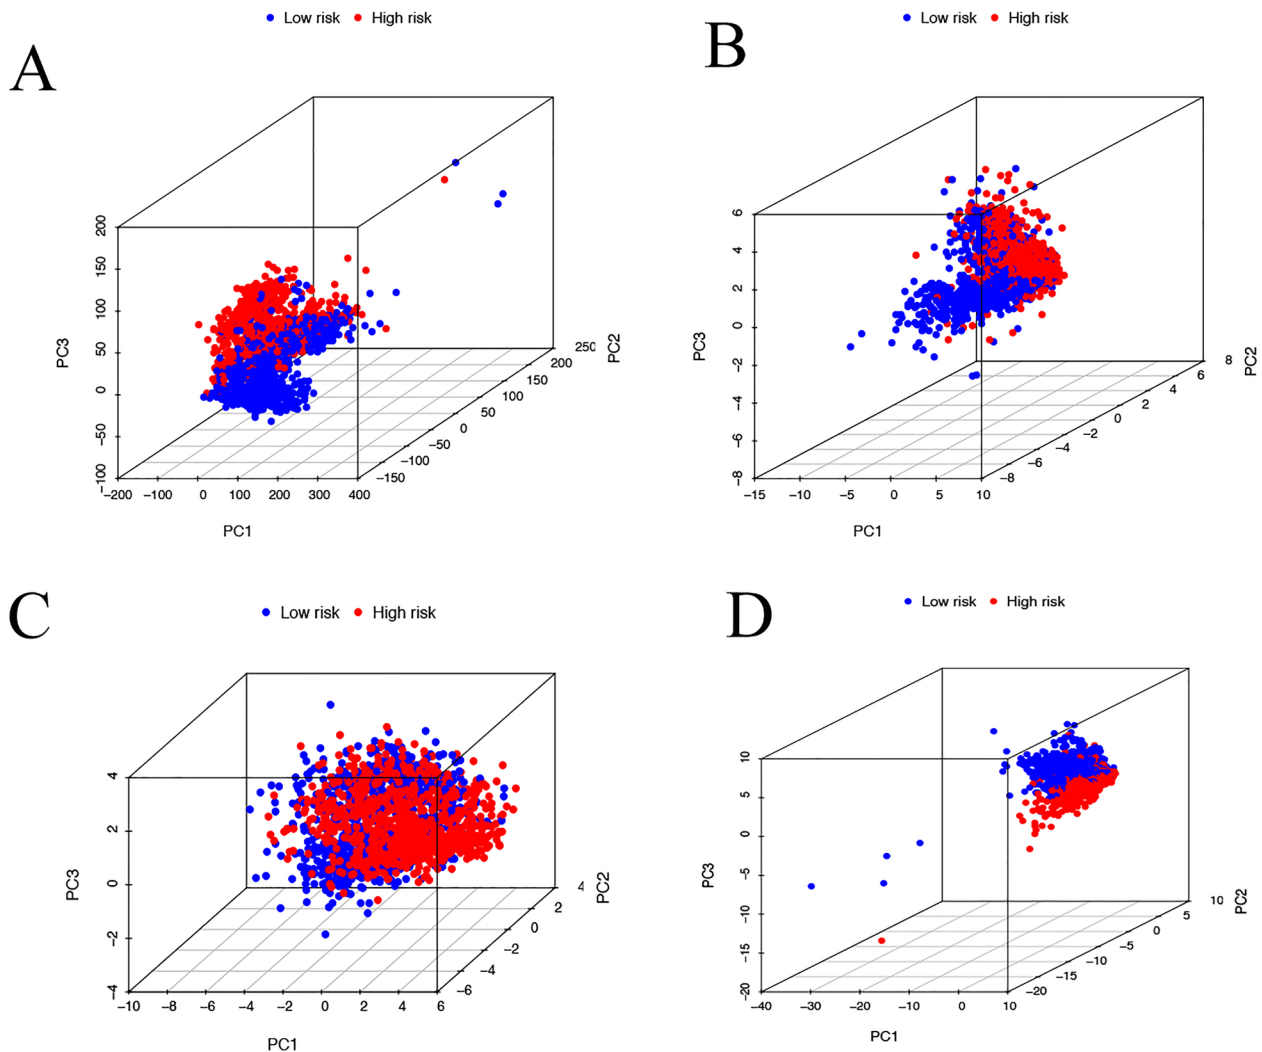 Low risk High risk
A
200
150
100
50
0
−50
−100
PC3
−200 −100 0 100 200 300 400
PC1
−150
−100
−50
0
50
100
150
200
250
PC2
Low risk High risk
B
6
4
2
0
−2
−4
−6
−8
PC3
−15 −10 −5 0 5 10
PC1
−8
−6
−4
−2
0
2
4
6
8
PC2
Low risk High risk
C
4
2
0
−2
−4
PC3
−10 −8 −6 −4 −2 0 2 4 6
PC1
−6
−4
−2
0
2
4
PC2
Low risk High risk
D
10
5
0
−5
−10
−15
−20
PC3
−40 −30 −20 −10 0 10
PC1
−20
−15
−10
−5
0
5
10
PC2